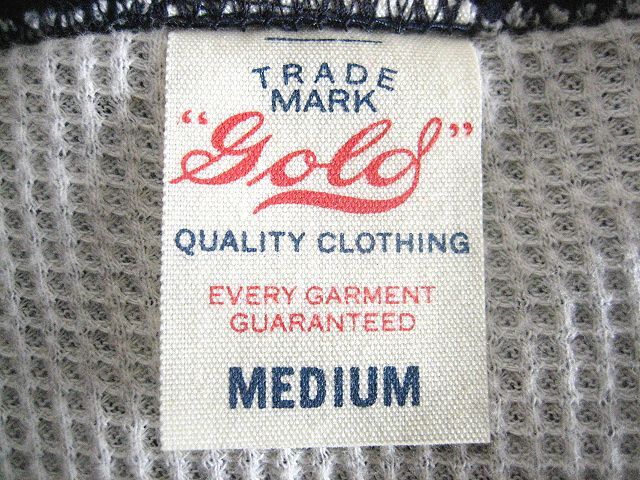 TRADE
MARK
"Gold"
QUALITY CLOTHING
EVERY GARMENT
GUARANTEED
MEDIUM